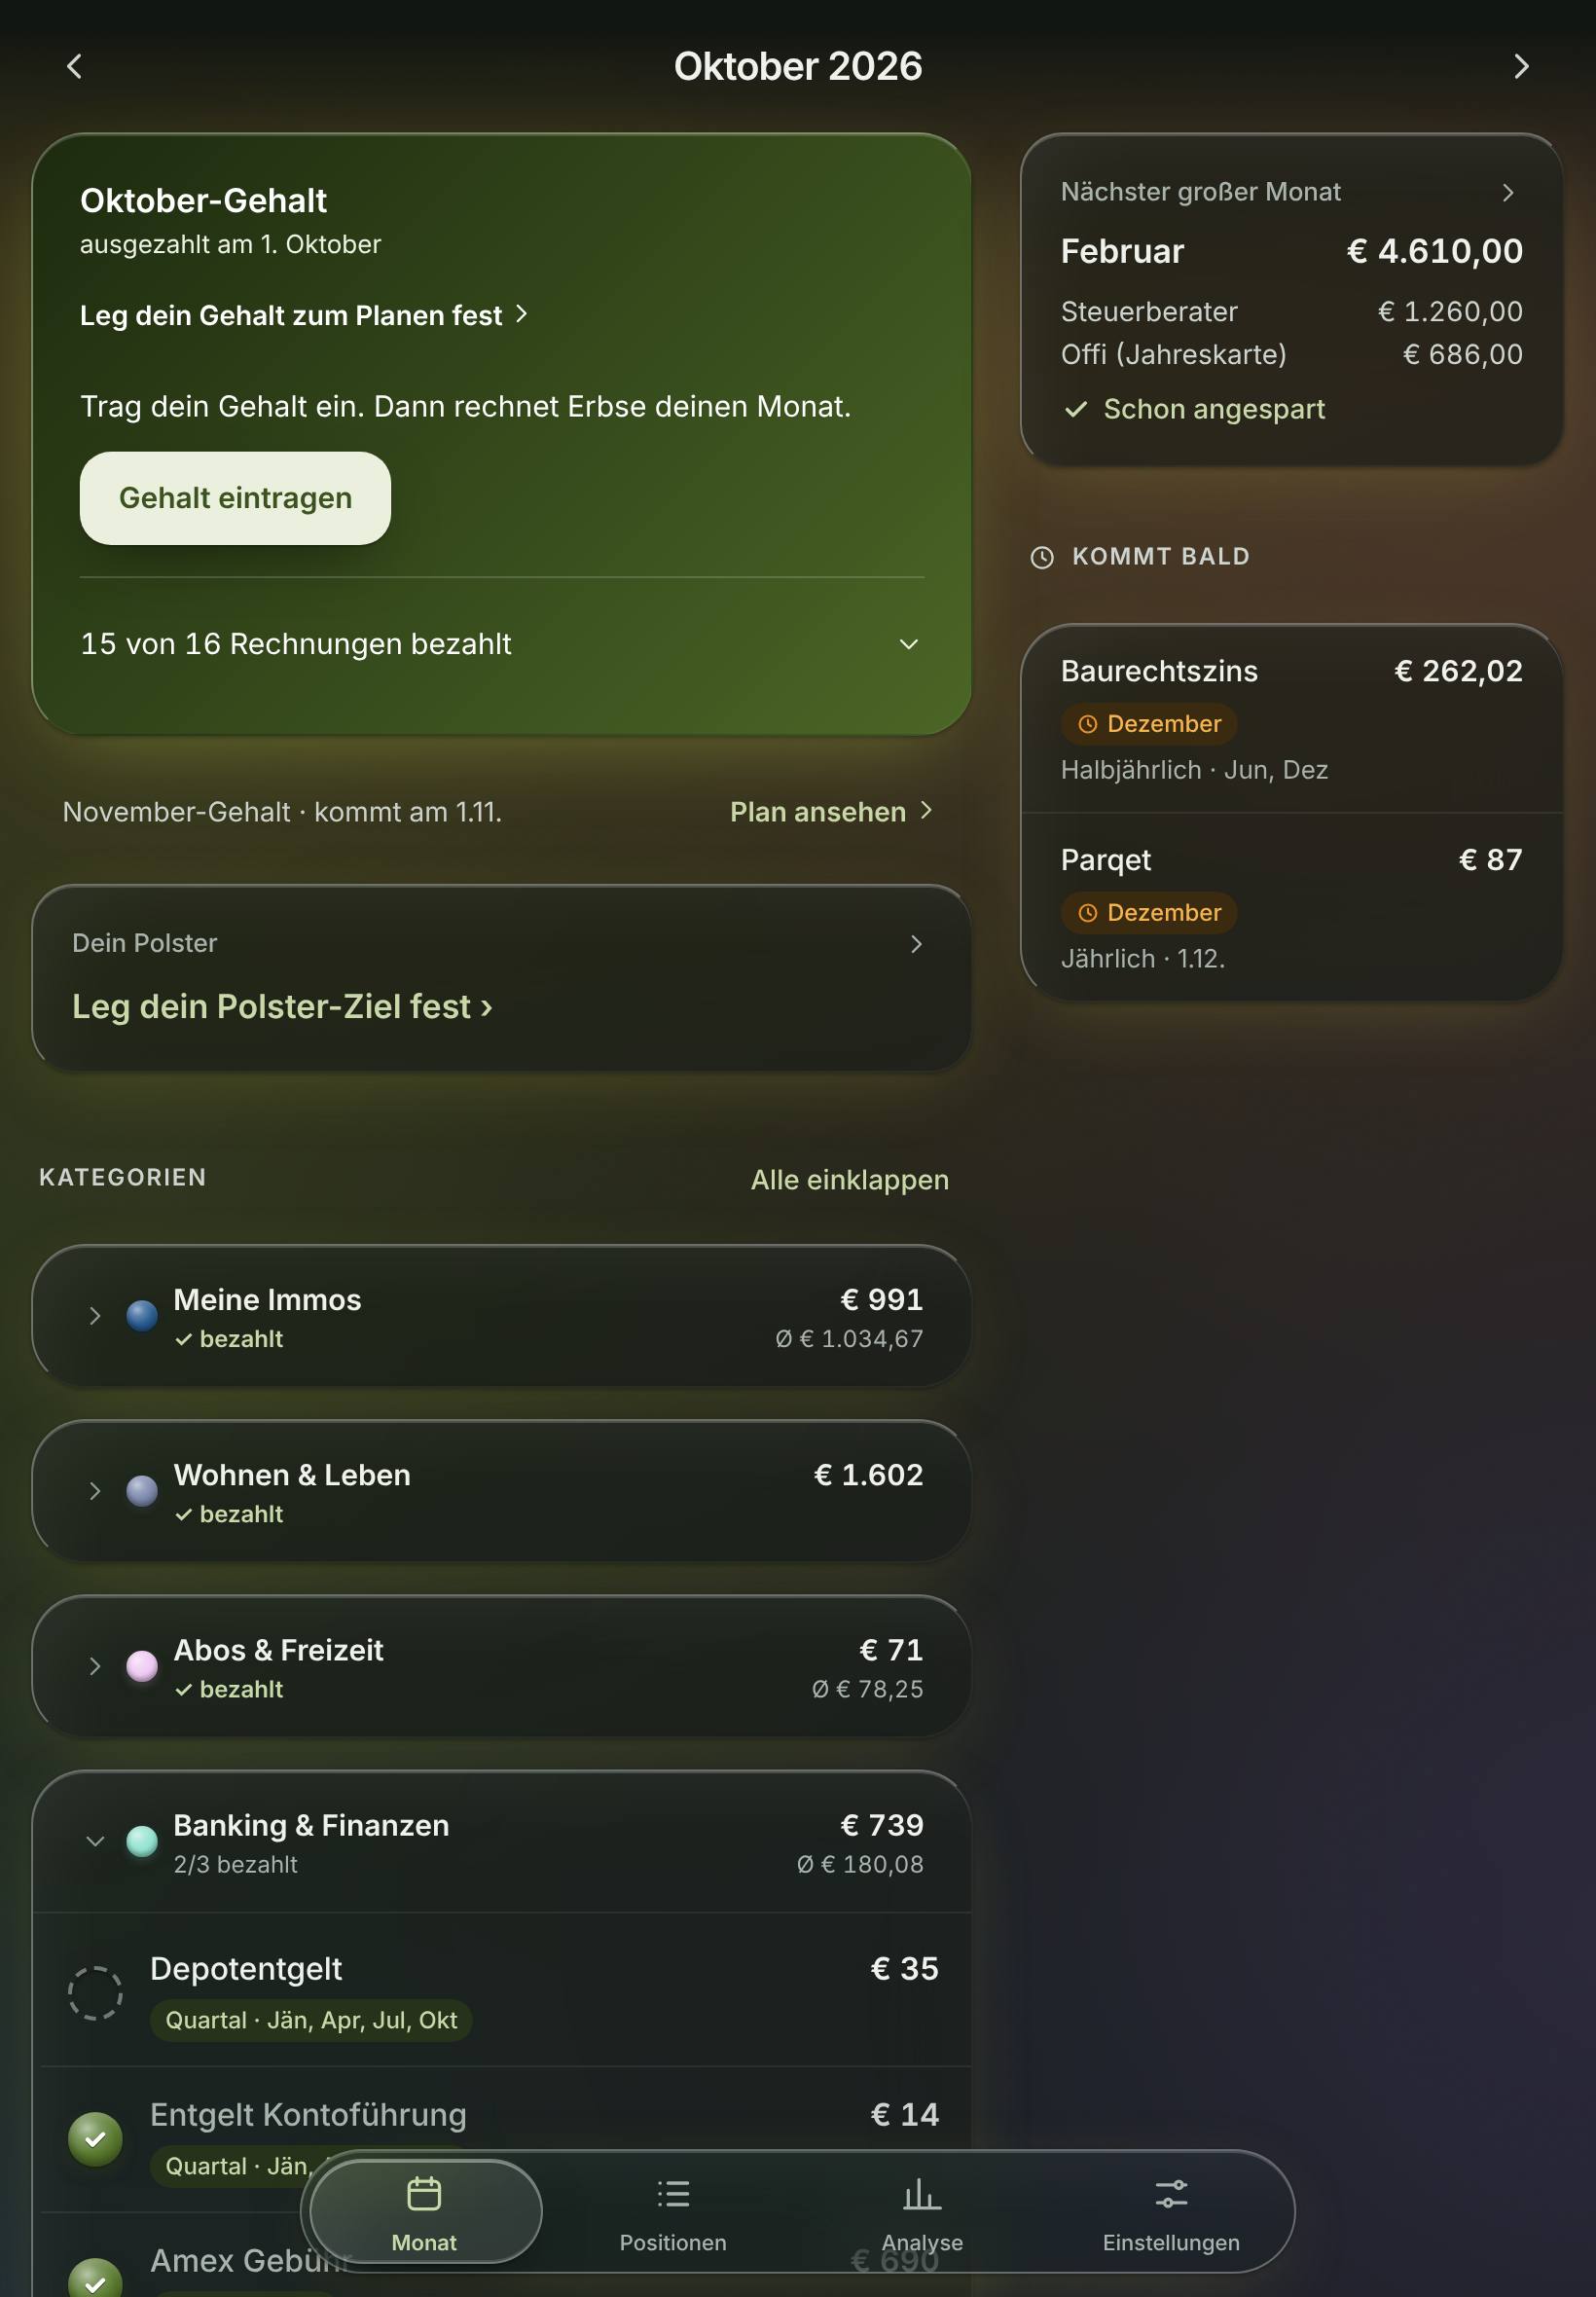 Oktober 2026
Oktober-Gehalt
ausgezahlt am 1. Oktober
Leg dein Gehalt zum Planen fest
Trag dein Gehalt ein. Dann rechnet Erbse deinen Monat.
Gehalt eintragen
15 von 16 Rechnungen bezahlt
November-Gehalt · kommt am 1.11.
Plan ansehen
Dein Polster
Leg dein Polster-Ziel fest ›
KATEGORIEN
Alle einklappen
Meine Immos € 991
✓ bezahlt Ø € 1.034,67
Wohnen & Leben € 1.602
✓ bezahlt
Abos & Freizeit € 71
✓ bezahlt Ø € 78,25
Banking & Finanzen € 739
2/3 bezahlt Ø € 180,08
Depotentgelt € 35
Quartal · Jän, Apr, Jul, Okt
Entgelt Kontoführung € 14
Quartal · Jän,
Amex Gebühr € 690
Nächster großer Monat
Februar € 4.610,00
Steuerberater € 1.260,00
Offi (Jahreskarte) € 686,00
✓ Schon angespart
KOMMT BALD
Baurechtszins € 262,02
Dezember
Halbjährlich · Jun, Dez
Parqet € 87
Dezember
Jährlich · 1.12.
Monat
Positionen
Analyse
Einstellungen